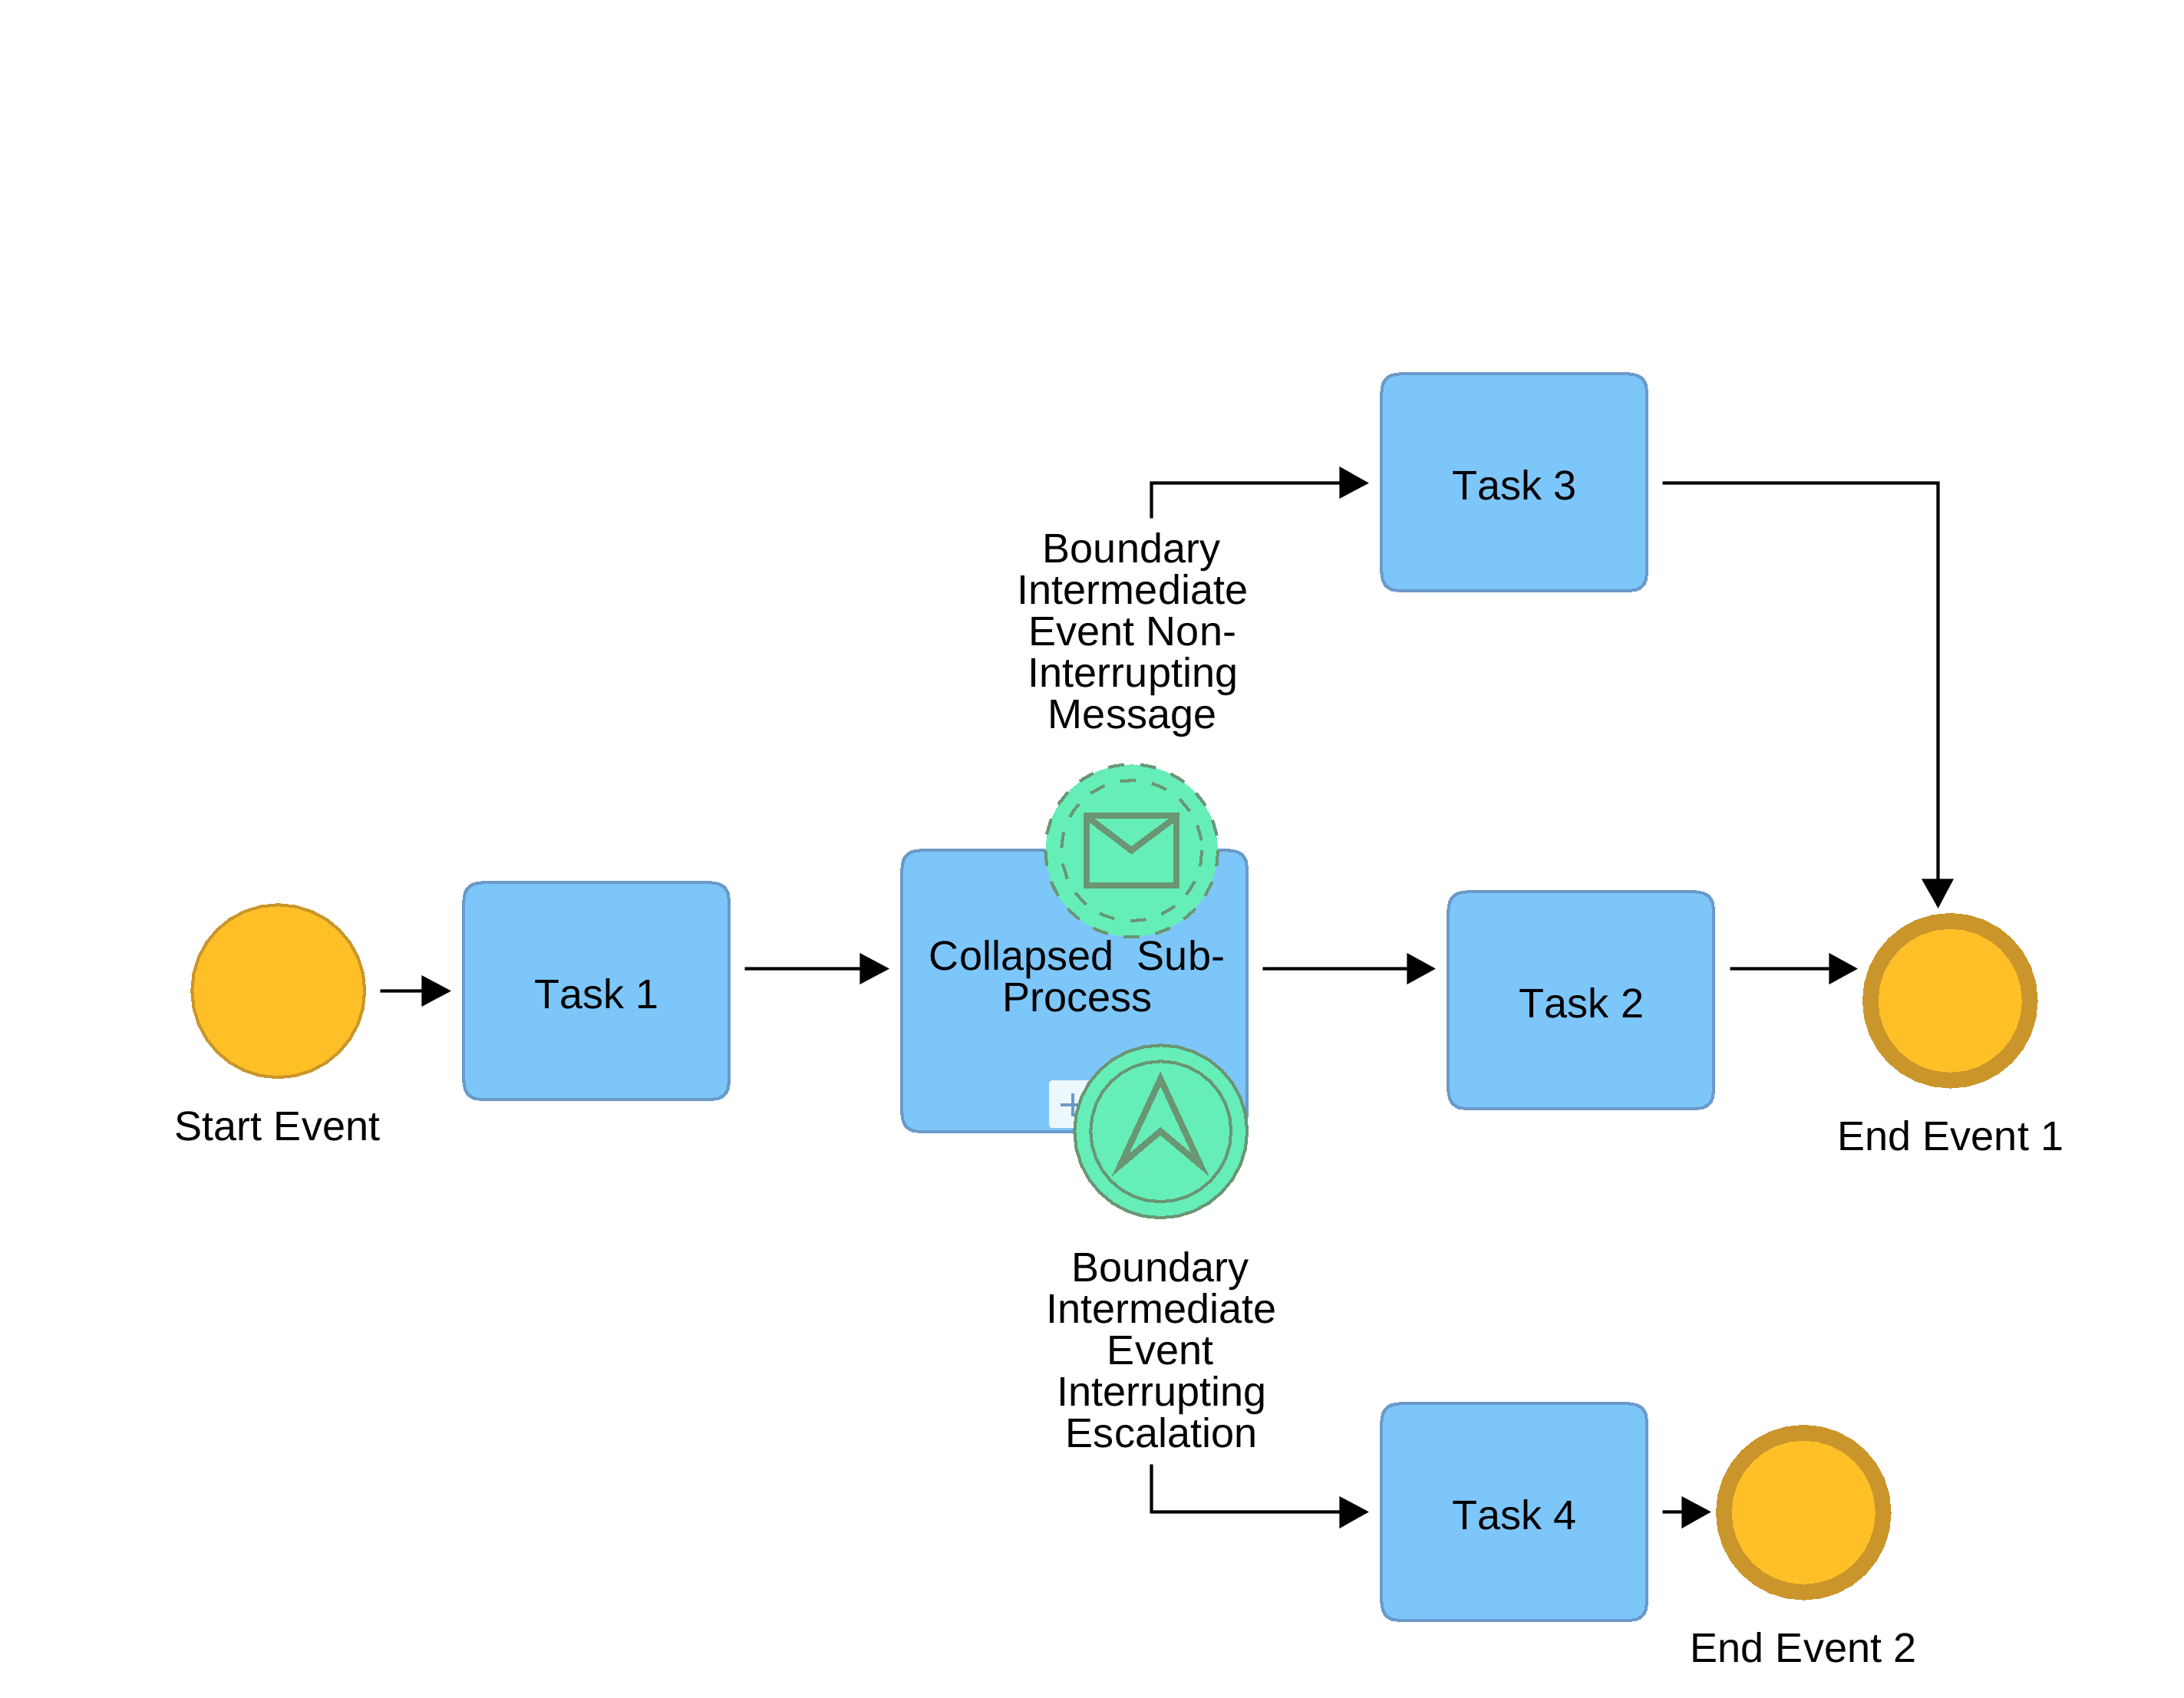 Task 3
Boundary
Intermediate
Event Non-
Interrupting
Message
Collapsed  Sub-
Process
Task 1
Task 2
Start Event
End Event 1
Boundary
Intermediate
Event
Interrupting
Escalation
Task 4
End Event 2